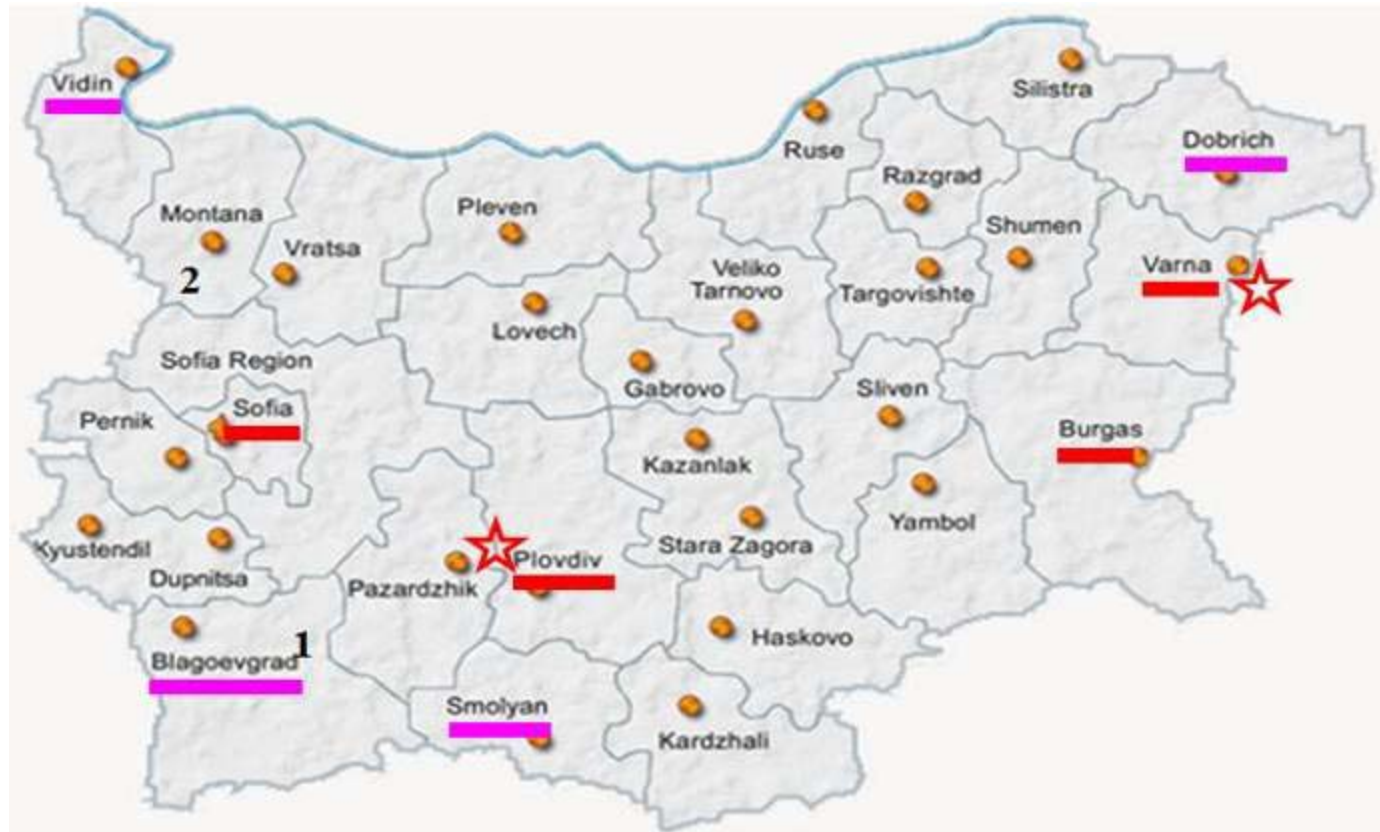 Vidin
Silistra
Dobrich
Ruse
Razgrad
Pleven
Montana
Shumen
Vratsa
2
Varna
Veliko
Tarnovo
Targovishte
Lovech
Sofia Region
Gabrovo
Sliven
Sofia
Pernik
Burgas
Kazanlak
Yambol
Kyustendil
Stara Zagora
Plovdiv
Dupnitsa
Pazardzhik
Haskovo
1
Blagoevgrad
Smolyan
Kardzhali